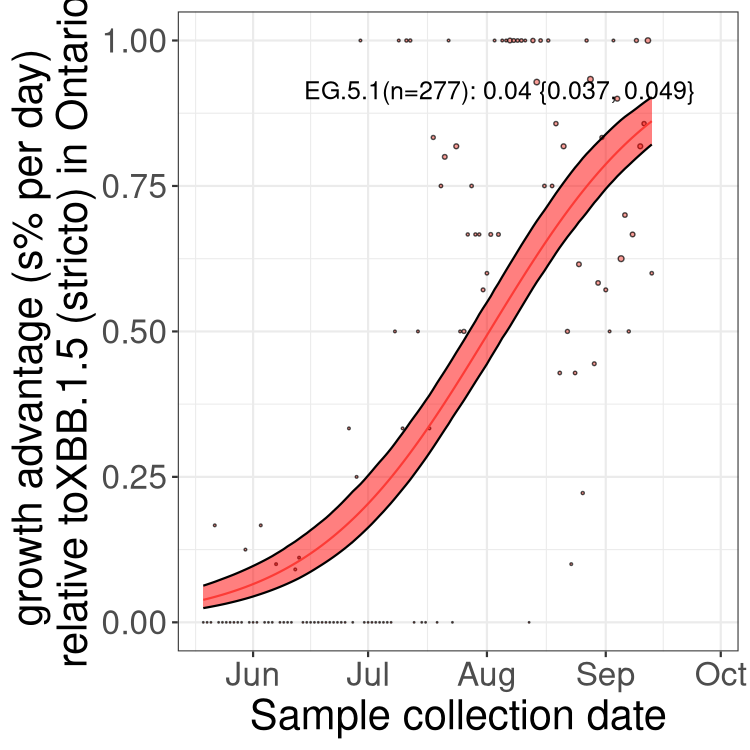 growth advantage (s% per day)
relative toXBB.1.5 (stricto) in Ontario
1.00
0.75
0.50
0.25
0.00
EG.5.1(n=277): 0.04 {0.037, 0.049}
Jun Jul Aug Sep Oct
Sample collection date